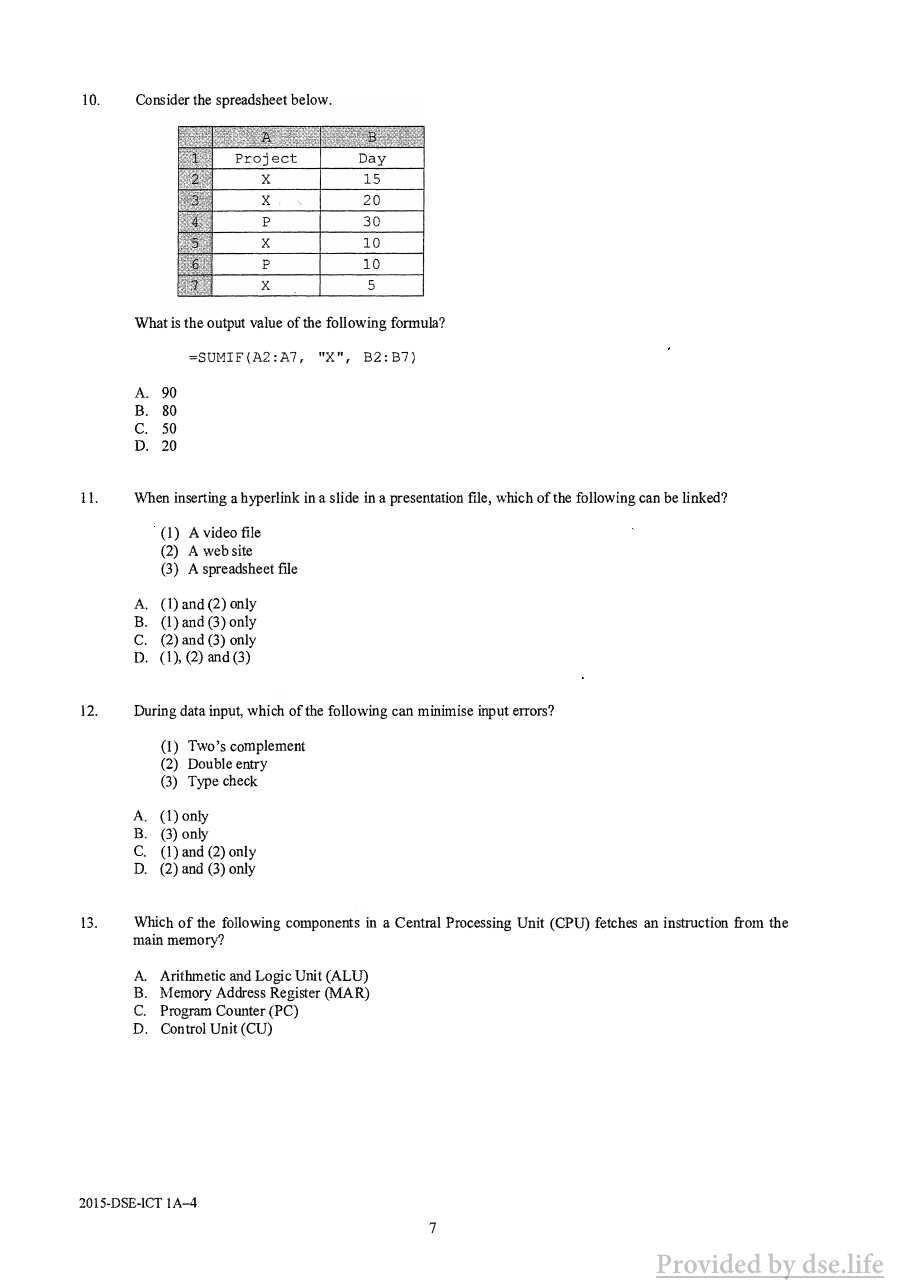 10. Consider the spreadsheet below.
A B
1 Project Day
2 X 15
3 X 20
4 P 30
5 X 10
6 P 10
7 X 5
What is the output value of the following formula?
=SUMIF(A2:A7, "X", B2:B7)
A. 90
B. 80
C. 50
D. 20
11. When inserting a hyperlink in a slide in a presentation file, which of the following can be linked?
(1) A video file
(2) A web site
(3) A spreadsheet file
A. (1) and (2) only
B. (1) and (3) only
C. (2) and (3) only
D. (1), (2) and (3)
12. During data input, which of the following can minimise input errors?
(1) Two's complement
(2) Double entry
(3) Type check
A. (1) only
B. (3) only
C. (1) and (2) only
D. (2) and (3) only
13. Which of the following components in a Central Processing Unit (CPU) fetches an instruction from the
main memory?
A. Arithmetic and Logic Unit (ALU)
B. Memory Address Register (MAR)
C. Program Counter (PC)
D. Control Unit (CU)
2015-DSE-ICT 1A–4
7
Provided by dse.life